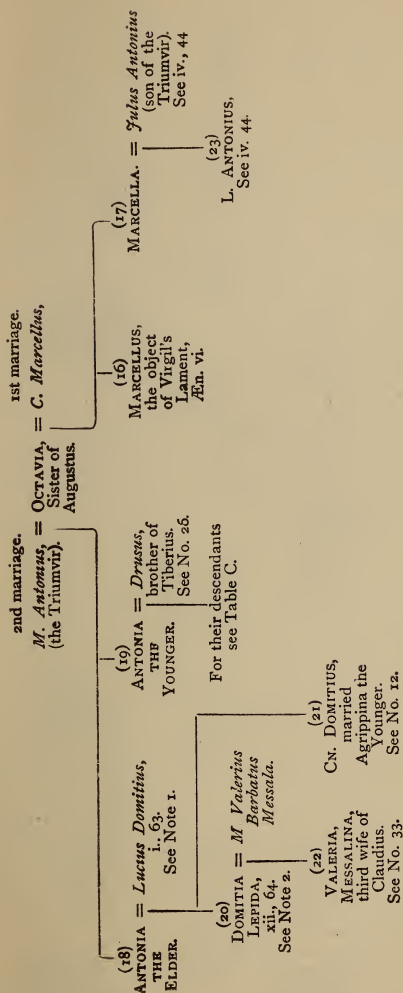 2nd marriage.
1st marriage.
M. Antonius, = OCTAVIA, = C. Marcellus,
(the Triumvir).
Sister of
Augustus.
(18)
ANTONIA = Lucius Domitius,
THE
ELDER.
i., 63.
See Note 1.
(19)
ANTONIA = Drusus,
THE
YOUNGER.
brother of
Tiberius.
See No. 26.
For their descendants
see Table C.
(16)
MARCELLUS,
the object
of Virgil's
Lament,
Æn. vi.
(17)
MARCELLA. = Julus Antonius
(son of the
Triumvir).
See iv., 44
(20)
DOMITIA = M Valerius
LEPIDA,
xii., 64.
See Note 2.
Barbatus
Messala.
(21)
CN. DOMITIUS,
married
Agrippina the
Younger.
See No. 12.
(23)
L. ANTONIUS,
See iv. 44.
(22)
VALERIA,
MESSALINA,
third wife of
Claudius.
See No. 33.